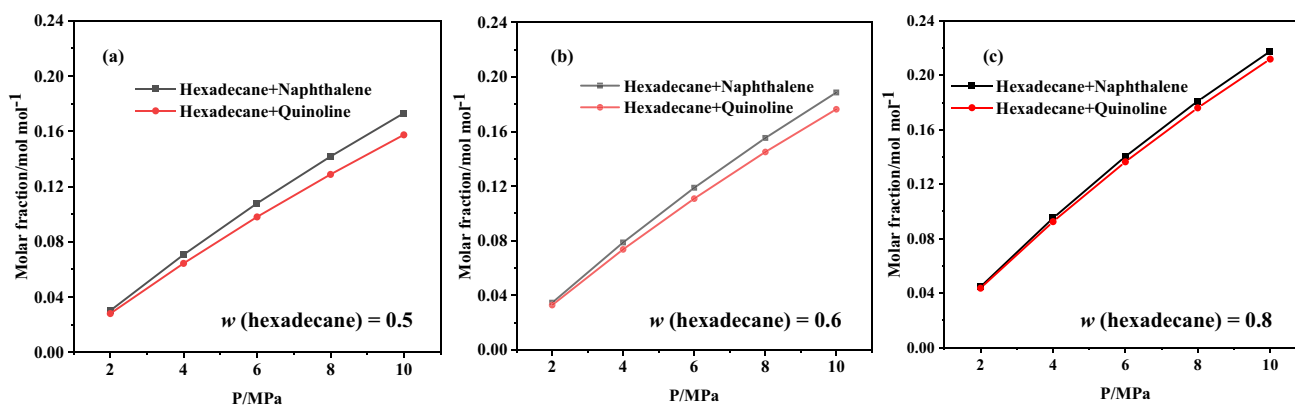 (a)
Hexadecane+Naphthalene
Hexadecane+Quinoline
w (hexadecane) = 0.5
Molar fraction/mol mol⁻¹
0.24
0.20
0.16
0.12
0.08
0.04
0.00
2 4 6 8 10
P/MPa
(b)
Hexadecane+Naphthalene
Hexadecane+Quinoline
w (hexadecane) = 0.6
Molar fraction/mol mol⁻¹
0.24
0.20
0.16
0.12
0.08
0.04
0.00
2 4 6 8 10
P/MPa
(c)
Hexadecane+Naphthalene
Hexadecane+Quinoline
w (hexadecane) = 0.8
Molar fraction/mol mol⁻¹
0.24
0.20
0.16
0.12
0.08
0.04
0.00
2 4 6 8 10
P/MPa